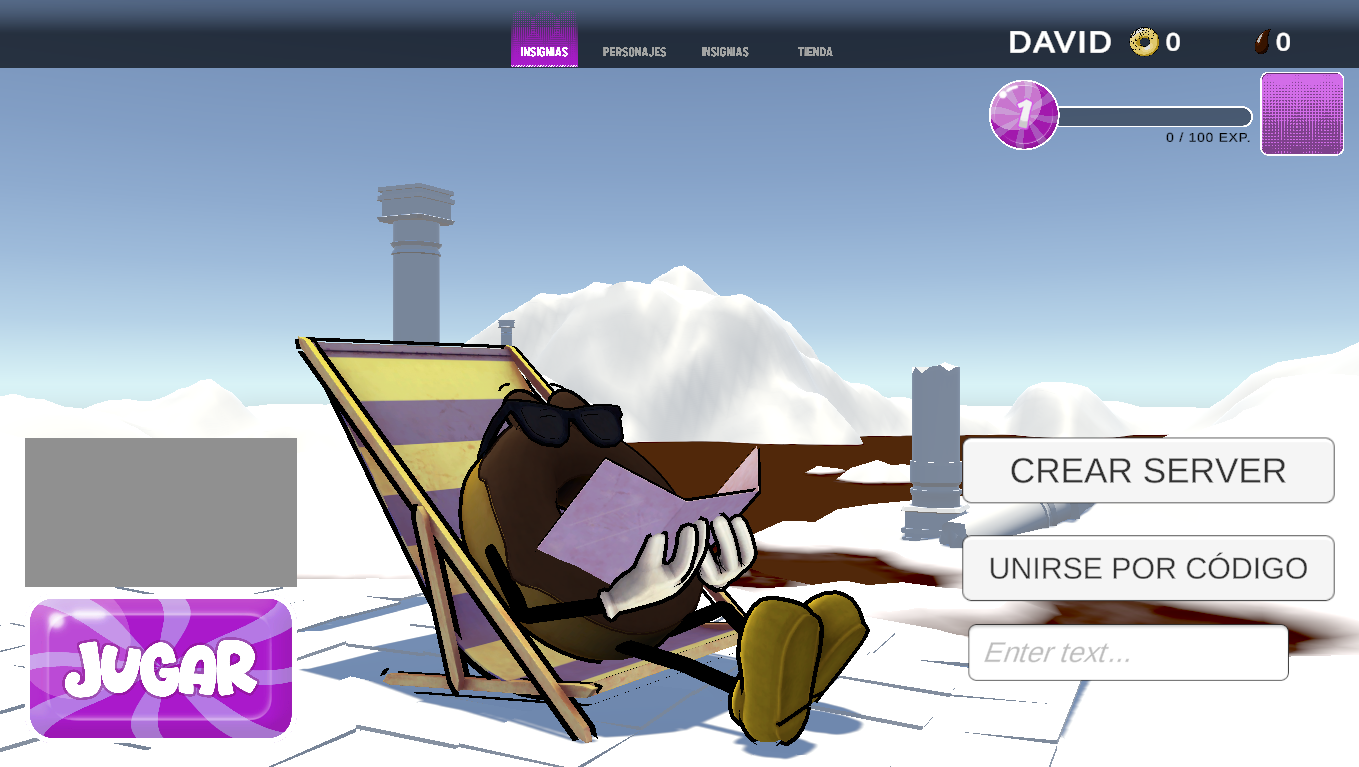 INSIGNIAS PERSONAJES INSIGNIAS TIENDA
DAVID 0 0
1
0 / 100 EXP.
CREAR SERVER
UNIRSE POR CÓDIGO
Enter text...
JUGAR